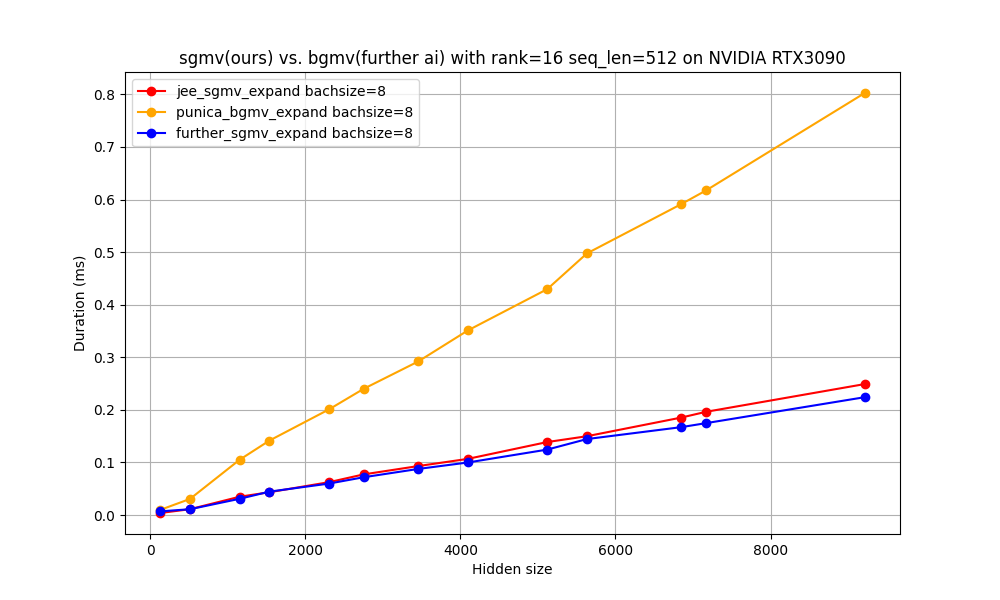 sgmv(ours) vs. bgmv(further ai) with rank=16 seq_len=512 on NVIDIA RTX3090
jee_sgmv_expand bachsize=8
punica_bgmv_expand bachsize=8
further_sgmv_expand bachsize=8
0.8
0.7
0.6
0.5
0.4
0.3
0.2
0.1
0.0
Duration (ms)
0 2000 4000 6000 8000
Hidden size